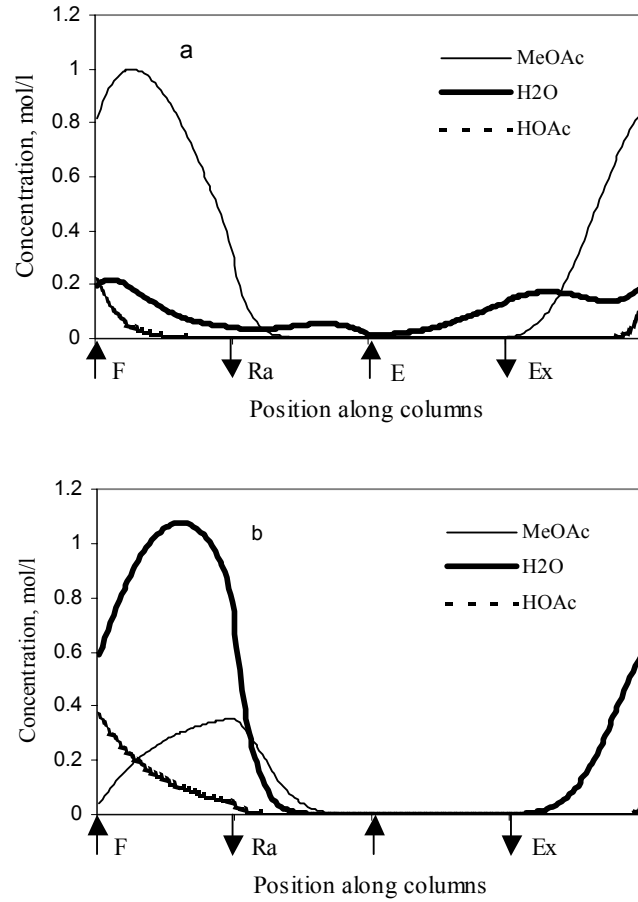 a
Concentration, mol/l
1.2
1
0.8
0.6
0.4
0.2
0
MeOAc
H2O
HOAc
F
Ra
E
Ex
Position along columns
b
Concentration, mol/l
1.2
1
0.8
0.6
0.4
0.2
0
MeOAc
H2O
HOAc
F
Ra
Ex
Position along columns